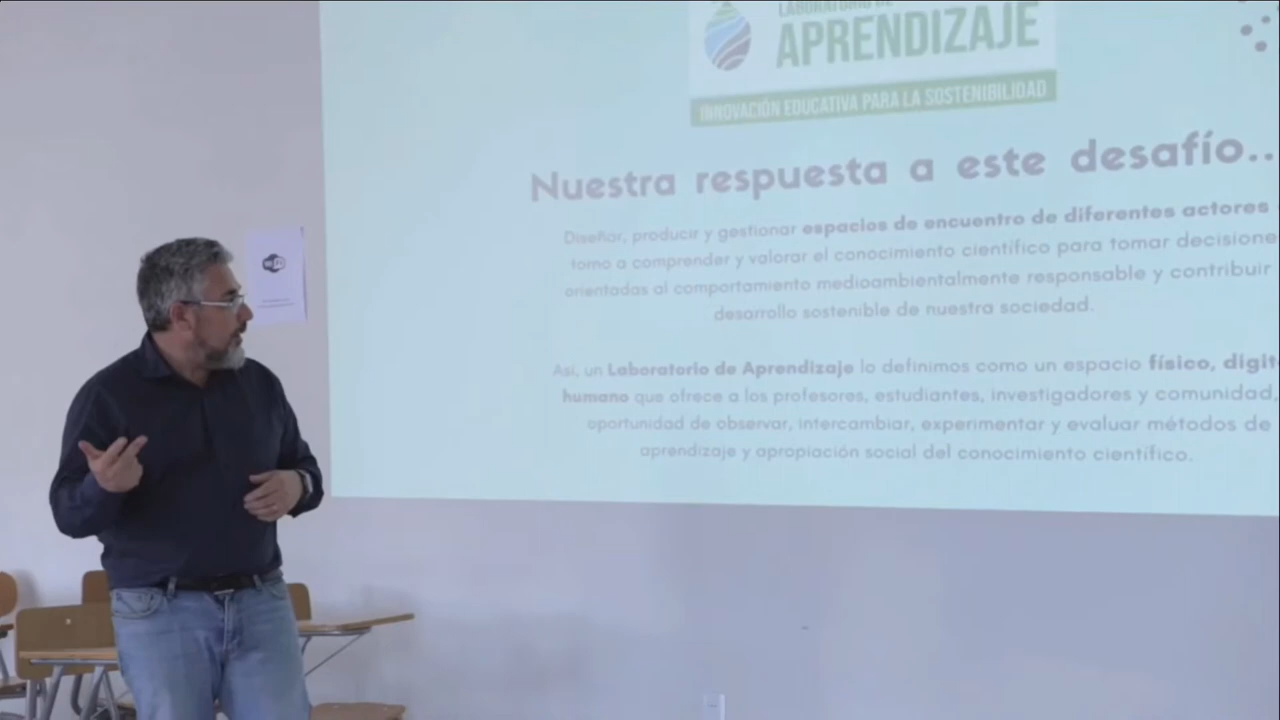 LABORATORIO DE
APRENDIZAJE
INNOVACIÓN EDUCATIVA PARA LA SOSTENIBILIDAD
Nuestra respuesta a este desafío..
Diseñar, producir y gestionar espacios de encuentro de diferentes actores
torno a comprender y valorar el conocimiento científico para tomar decisione
orientadas al comportamiento medioambientalmente responsable y contribuir
desarrollo sostenible de nuestra sociedad.
Así, un Laboratorio de Aprendizaje lo definimos como un espacio físico, digit
humano que ofrece a los profesores, estudiantes, investigadores y comunidad,
oportunidad de observar, intercambiar, experimentar y evaluar métodos de
aprendizaje y apropiación social del conocimiento científico.